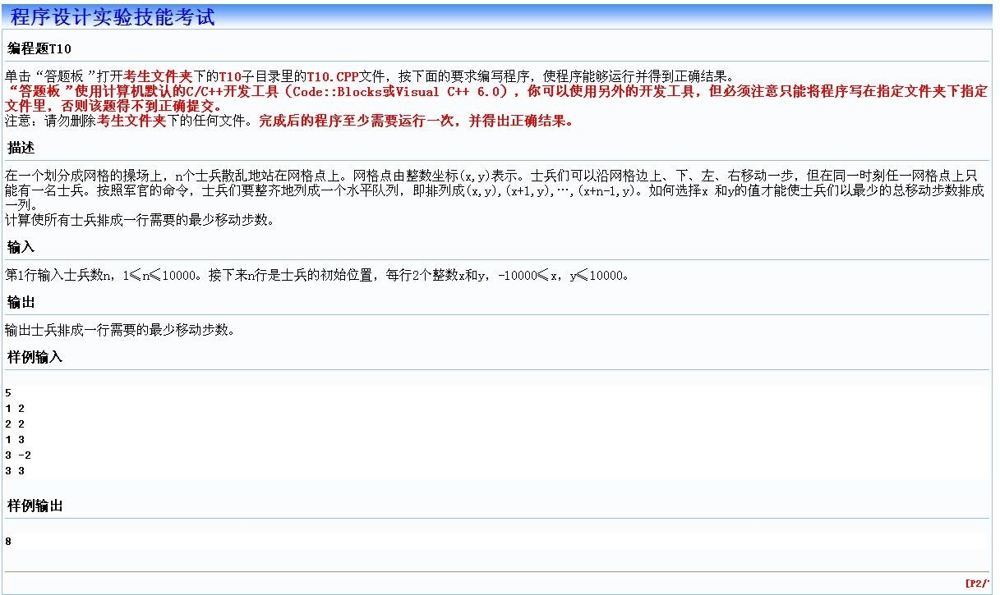 程序设计实验技能考试
编程题T10
单击“答题板 ”打开考生文件夹下的T10子目录里的T10.CPP文件，按下面的要求编写程序，使程序能够运行并得到正确结果。
“答题板 ”使用计算机默认的C/C++开发工具（Code::Blocks或Visual C++ 6.0），你可以使用另外的开发工具，但必须注意只能将程序写在指定文件夹下指定
文件里，否则该题得不到正确提交。
注意：请勿删除考生文件夹下的任何文件。完成后的程序至少需要运行一次，并得出正确结果。
描述
在一个划分成网格的操场上，n个士兵散乱地站在网格点上。网格点由整数坐标(x,y)表示。士兵们可以沿网格边上、下、左、右移动一步，但在同一时刻任一网格点上只
能有一名士兵。按照军官的命令，士兵们要整齐地列成一个水平队列，即排列成(x,y),(x+1,y),…,(x+n-1,y)。如何选择x 和y的值才能使士兵们以最少的总移动步数排成
一列。
计算使所有士兵排成一行需要的最少移动步数。
输入
第1行输入士兵数n，1≤n≤10000。接下来n行是士兵的初始位置，每行2个整数x和y，-10000≤x，y≤10000。
输出
输出士兵排成一行需要的最少移动步数。
样例输入
5
1 2
2 2
1 3
3 -2
3 3
样例输出
8
[P2/